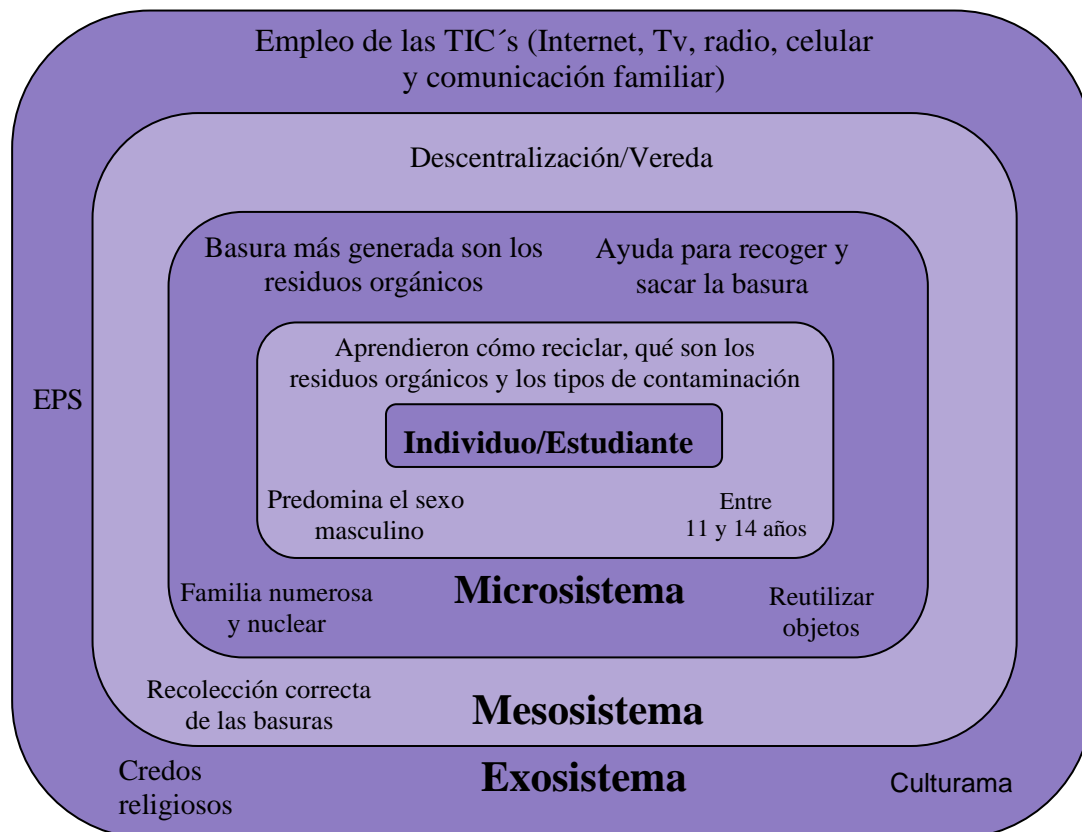 Empleo de las TIC´s (Internet, Tv, radio, celular
y comunicación familiar)
Descentralización/Vereda
Basura más generada son los
residuos orgánicos
Ayuda para recoger y
sacar la basura
Aprendieron cómo reciclar, qué son los
residuos orgánicos y los tipos de contaminación
EPS
Individuo/Estudiante
Predomina el sexo
masculino
Entre
11 y 14 años
Familia numerosa
y nuclear
Microsistema
Reutilizar
objetos
Recolección correcta
de las basuras
Mesosistema
Credos
religiosos
Exosistema
Culturama